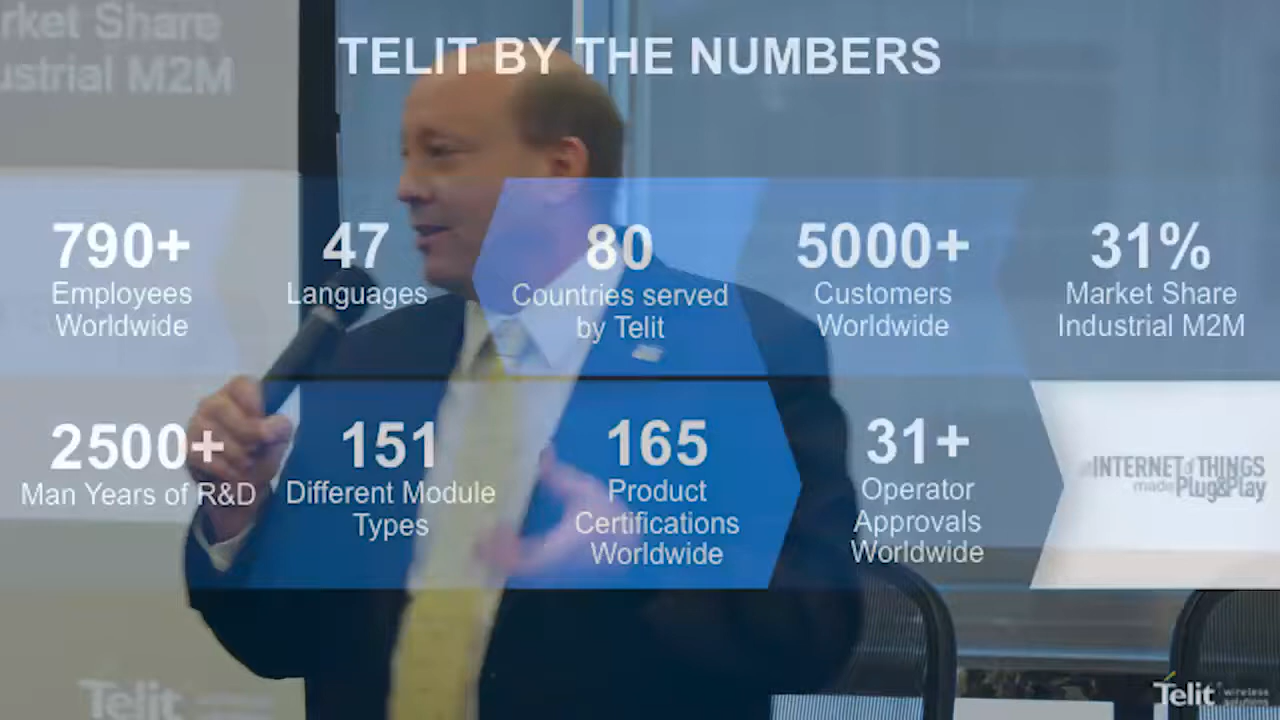 rket Share
ustrial M2M
TELIT BY THE NUMBERS
790+
Employees
Worldwide
47
Languages
80
Countries served
by Telit
5000+
Customers
Worldwide
31%
Market Share
Industrial M2M
2500+
Man Years of R&D
151
Different Module
Types
165
Product
Certifications
Worldwide
31+
Operator
Approvals
Worldwide
INTERNET of THINGS
made Plug&Play
Telit
Telit wireless
solutions